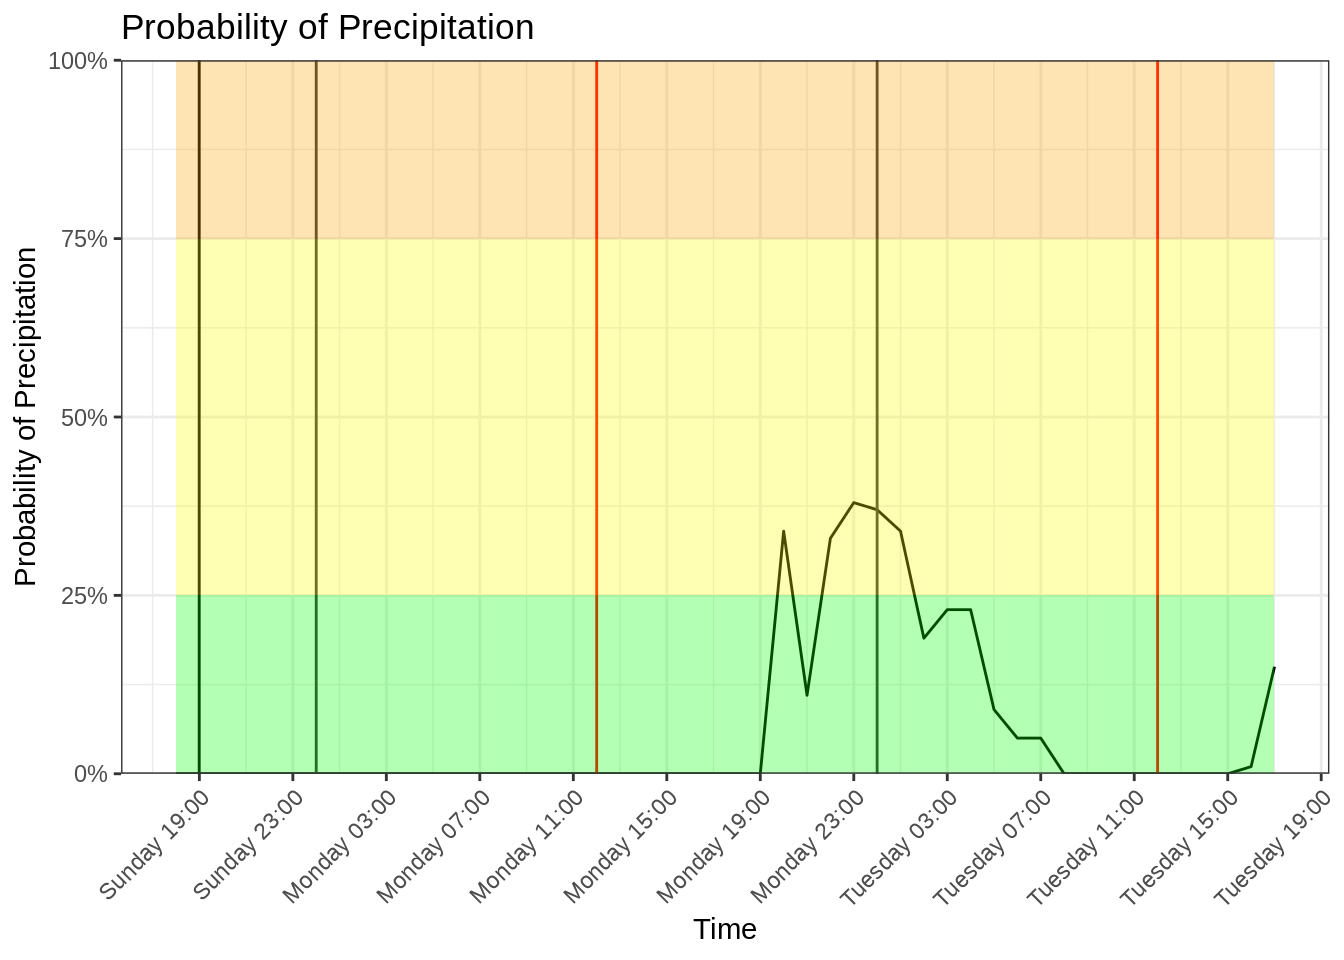 Probability of Precipitation
Probability of Precipitation
100%
75%
50%
25%
0%
Sunday 19:00
Sunday 23:00
Monday 03:00
Monday 07:00
Monday 11:00
Monday 15:00
Monday 19:00
Monday 23:00
Tuesday 03:00
Tuesday 07:00
Tuesday 11:00
Tuesday 15:00
Tuesday 19:00
Time